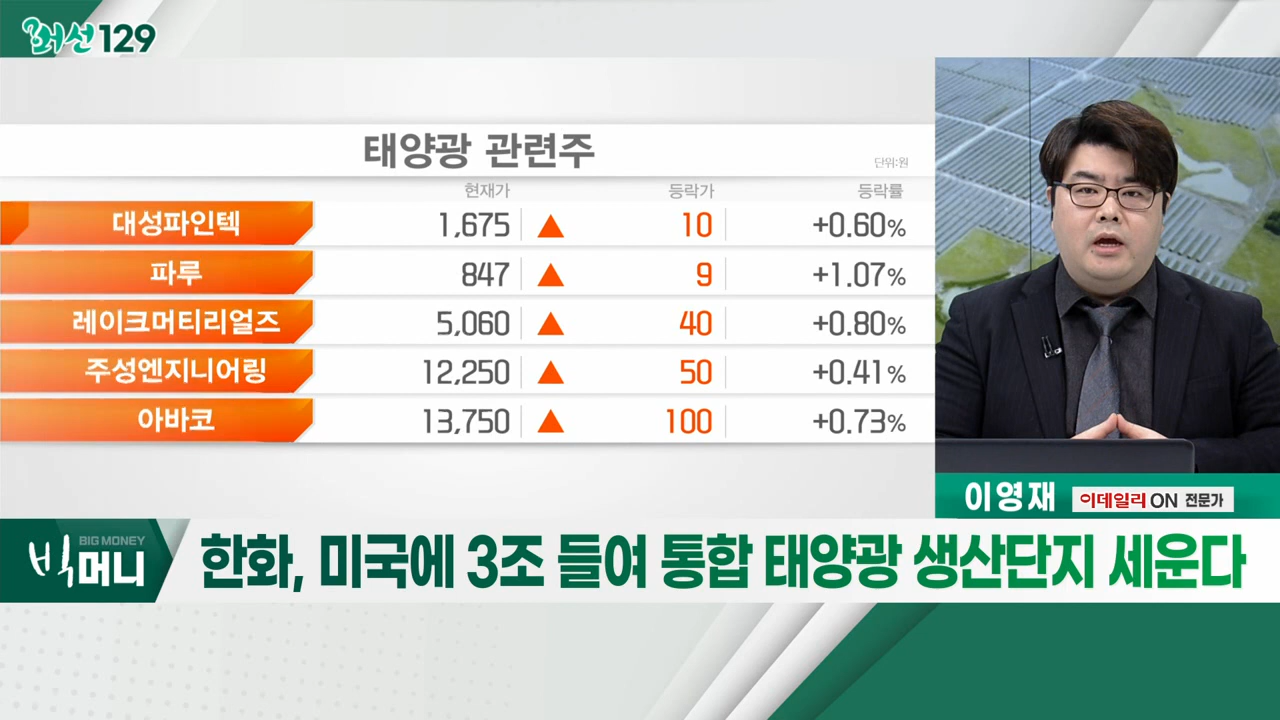 머선129
태양광 관련주
단위:원
현재가 등락가 등락률
대성파인텍 1,675 ▲ 10 +0.60%
파루 847 ▲ 9 +1.07%
레이크머티리얼즈 5,060 ▲ 40 +0.80%
주성엔지니어링 12,250 ▲ 50 +0.41%
아바코 13,750 ▲ 100 +0.73%
이영재 이데일리 ON 전문가
BIG MONEY
빅머니
한화, 미국에 3조 들여 통합 태양광 생산단지 세운다